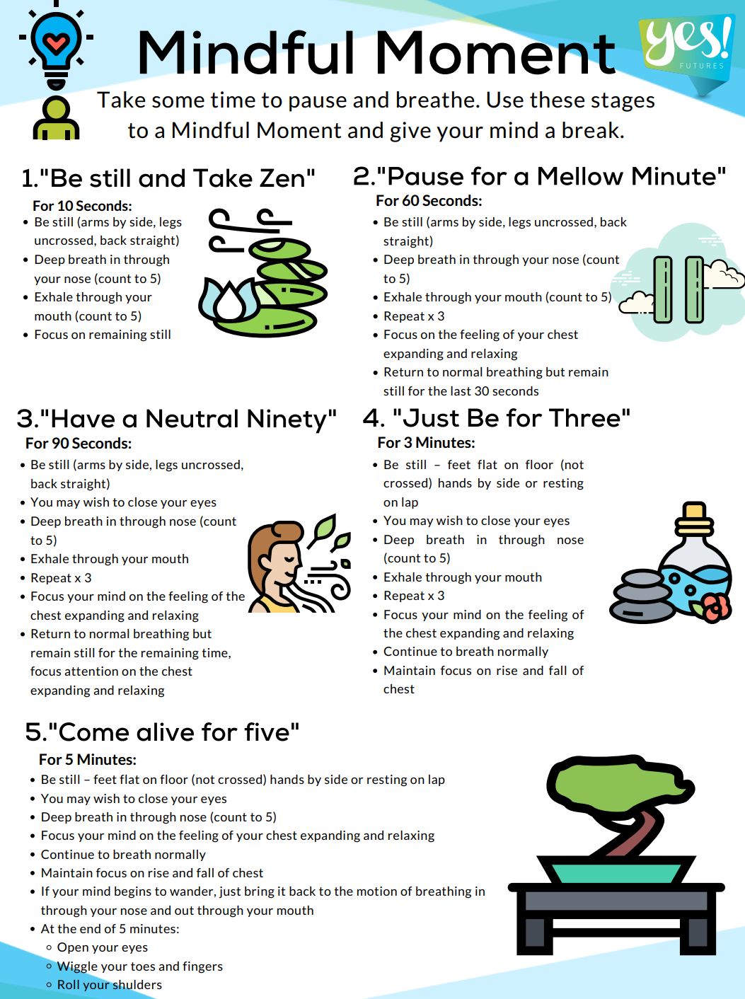 Mindful Moment
yes!
FUTURES
Take some time to pause and breathe. Use these stages
to a Mindful Moment and give your mind a break.
1."Be still and Take Zen"
For 10 Seconds:
• Be still (arms by side, legs
uncrossed, back straight)
• Deep breath in through
your nose (count to 5)
• Exhale through your
mouth (count to 5)
• Focus on remaining still
2."Pause for a Mellow Minute"
For 60 Seconds:
• Be still (arms by side, legs uncrossed, back
straight)
• Deep breath in through your nose (count
to 5)
• Exhale through your mouth (count to 5)
• Repeat x 3
• Focus on the feeling of your chest
expanding and relaxing
• Return to normal breathing but remain
still for the last 30 seconds
3."Have a Neutral Ninety"
For 90 Seconds:
• Be still (arms by side, legs uncrossed,
back straight)
• You may wish to close your eyes
• Deep breath in through nose (count
to 5)
• Exhale through your mouth
• Repeat x 3
• Focus your mind on the feeling of the
chest expanding and relaxing
• Return to normal breathing but
remain still for the remaining time,
focus attention on the chest
expanding and relaxing
4. "Just Be for Three"
For 3 Minutes:
• Be still – feet flat on floor (not
crossed) hands by side or resting
on lap
• You may wish to close your eyes
• Deep breath in through nose
(count to 5)
• Exhale through your mouth
• Repeat x 3
• Focus your mind on the feeling of
the chest expanding and relaxing
• Continue to breath normally
• Maintain focus on rise and fall of
chest
5."Come alive for five"
For 5 Minutes:
• Be still – feet flat on floor (not crossed) hands by side or resting on lap
• You may wish to close your eyes
• Deep breath in through nose (count to 5)
• Focus your mind on the feeling of your chest expanding and relaxing
• Continue to breath normally
• Maintain focus on rise and fall of chest
• If your mind begins to wander, just bring it back to the motion of breathing in
through your nose and out through your mouth
• At the end of 5 minutes:
◦ Open your eyes
◦ Wiggle your toes and fingers
◦ Roll your shulders